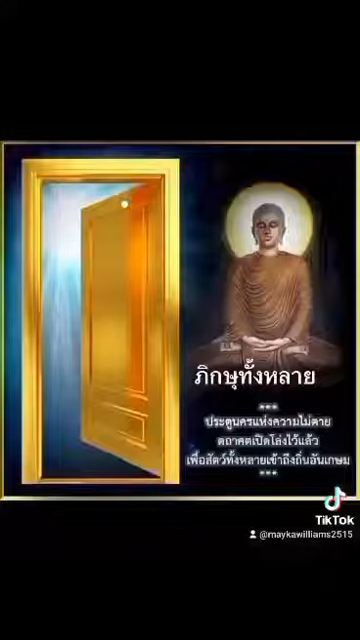 ภิกษุทั้งหลาย
***
ประตูนครแห่งความไม่ตาย
ตถาคตเปิดโล่งไว้แล้ว
เพื่อสัตว์ทั้งหลายเข้าถึงถิ่นอันเกษม
***
TikTok
@maykawilliams2515